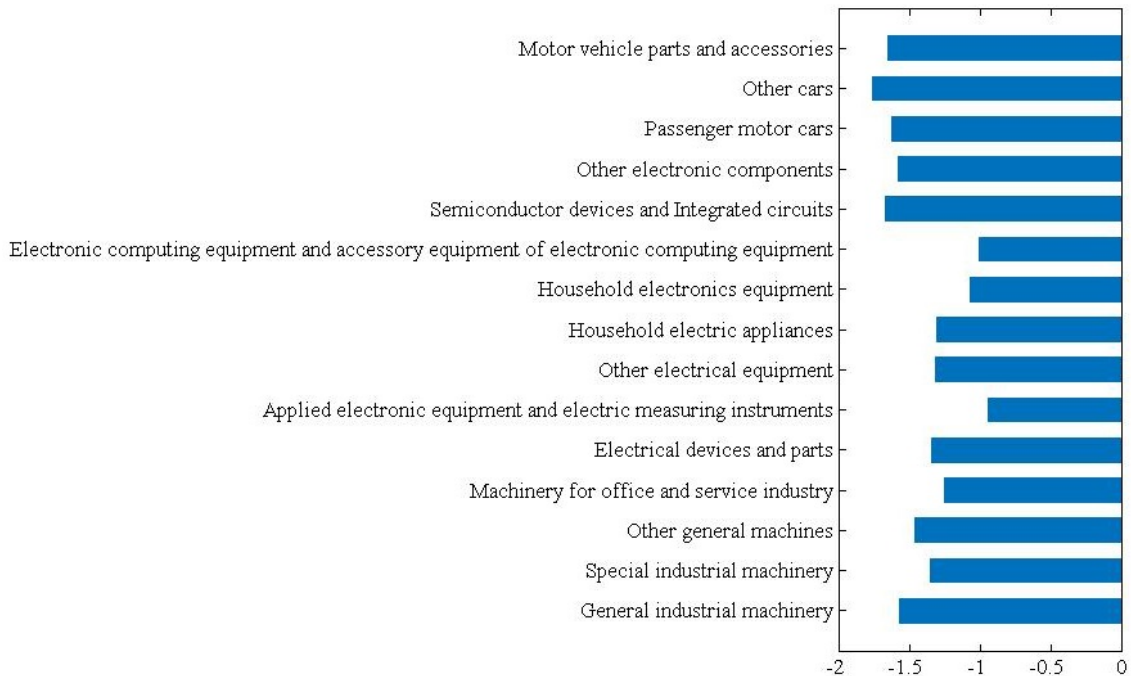 Motor vehicle parts and accessories
Other cars
Passenger motor cars
Other electronic components
Semiconductor devices and Integrated circuits
Electronic computing equipment and accessory equipment of electronic computing equipment
Household electronics equipment
Household electric appliances
Other electrical equipment
Applied electronic equipment and electric measuring instruments
Electrical devices and parts
Machinery for office and service industry
Other general machines
Special industrial machinery
General industrial machinery
-2 -1.5 -1 -0.5 0